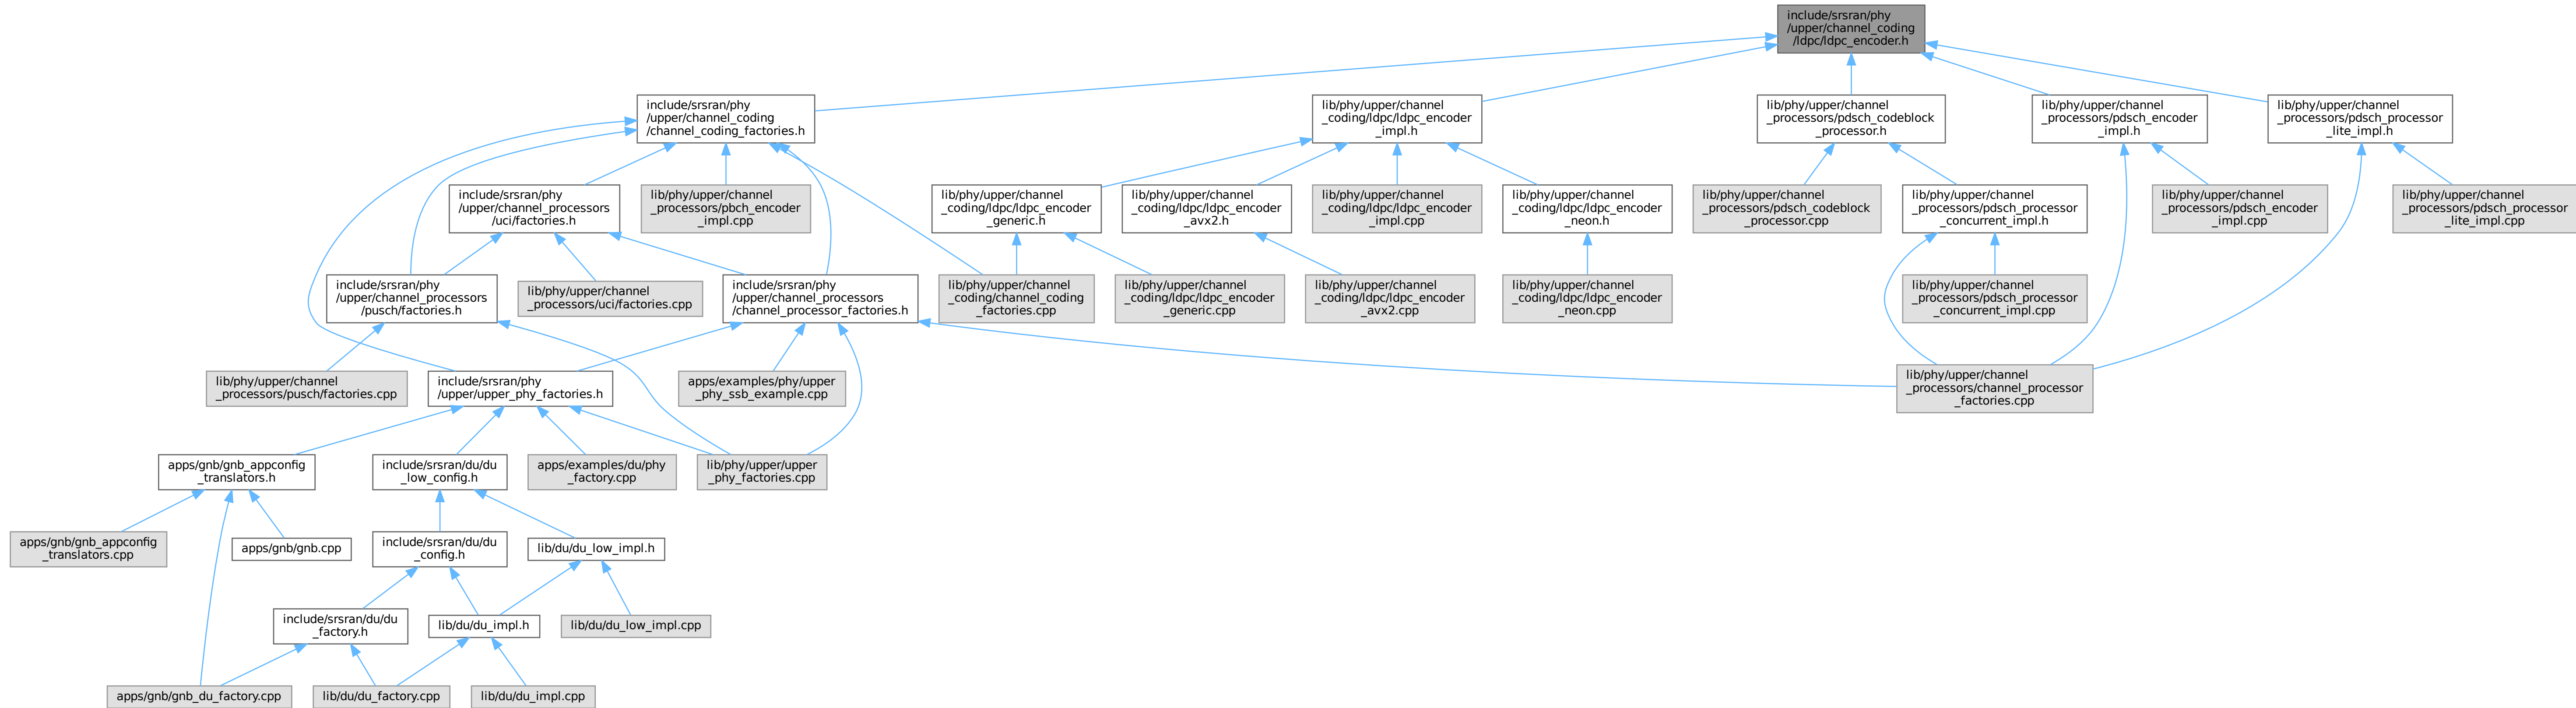 include/srsran/phy
/upper/channel_coding
/ldpc/ldpc_encoder.h
include/srsran/phy
/upper/channel_coding
/channel_coding_factories.h
lib/phy/upper/channel
_coding/ldpc/ldpc_encoder
_impl.h
lib/phy/upper/channel
_processors/pdsch_codeblock
_processor.h
lib/phy/upper/channel
_processors/pdsch_encoder
_impl.h
lib/phy/upper/channel
_processors/pdsch_processor
_lite_impl.h
include/srsran/phy
/upper/channel_processors
/uci/factories.h
lib/phy/upper/channel
_processors/pbch_encoder
_impl.cpp
lib/phy/upper/channel
_coding/ldpc/ldpc_encoder
_generic.h
lib/phy/upper/channel
_coding/ldpc/ldpc_encoder
_avx2.h
lib/phy/upper/channel
_coding/ldpc/ldpc_encoder
_impl.cpp
lib/phy/upper/channel
_coding/ldpc/ldpc_encoder
_neon.h
lib/phy/upper/channel
_processors/pdsch_codeblock
_processor.cpp
lib/phy/upper/channel
_processors/pdsch_processor
_concurrent_impl.h
lib/phy/upper/channel
_processors/pdsch_encoder
_impl.cpp
lib/phy/upper/channel
_processors/pdsch_processor
_lite_impl.cpp
include/srsran/phy
/upper/channel_processors
/pusch/factories.h
lib/phy/upper/channel
_processors/uci/factories.cpp
include/srsran/phy
/upper/channel_processors
/channel_processor_factories.h
lib/phy/upper/channel
_coding/channel_coding
_factories.cpp
lib/phy/upper/channel
_coding/ldpc/ldpc_encoder
_generic.cpp
lib/phy/upper/channel
_coding/ldpc/ldpc_encoder
_avx2.cpp
lib/phy/upper/channel
_coding/ldpc/ldpc_encoder
_neon.cpp
lib/phy/upper/channel
_processors/pdsch_processor
_concurrent_impl.cpp
lib/phy/upper/channel
_processors/pusch/factories.cpp
include/srsran/phy
/upper/upper_phy_factories.h
apps/examples/phy/upper
_phy_ssb_example.cpp
lib/phy/upper/channel
_processors/channel_processor
_factories.cpp
apps/gnb/gnb_appconfig
_translators.h
include/srsran/du/du
_low_config.h
apps/examples/du/phy
_factory.cpp
lib/phy/upper/upper
_phy_factories.cpp
apps/gnb/gnb_appconfig
_translators.cpp
apps/gnb/gnb.cpp
include/srsran/du/du
_config.h
lib/du/du_low_impl.h
include/srsran/du/du
_factory.h
lib/du/du_impl.h
lib/du/du_low_impl.cpp
apps/gnb/gnb_du_factory.cpp
lib/du/du_factory.cpp
lib/du/du_impl.cpp